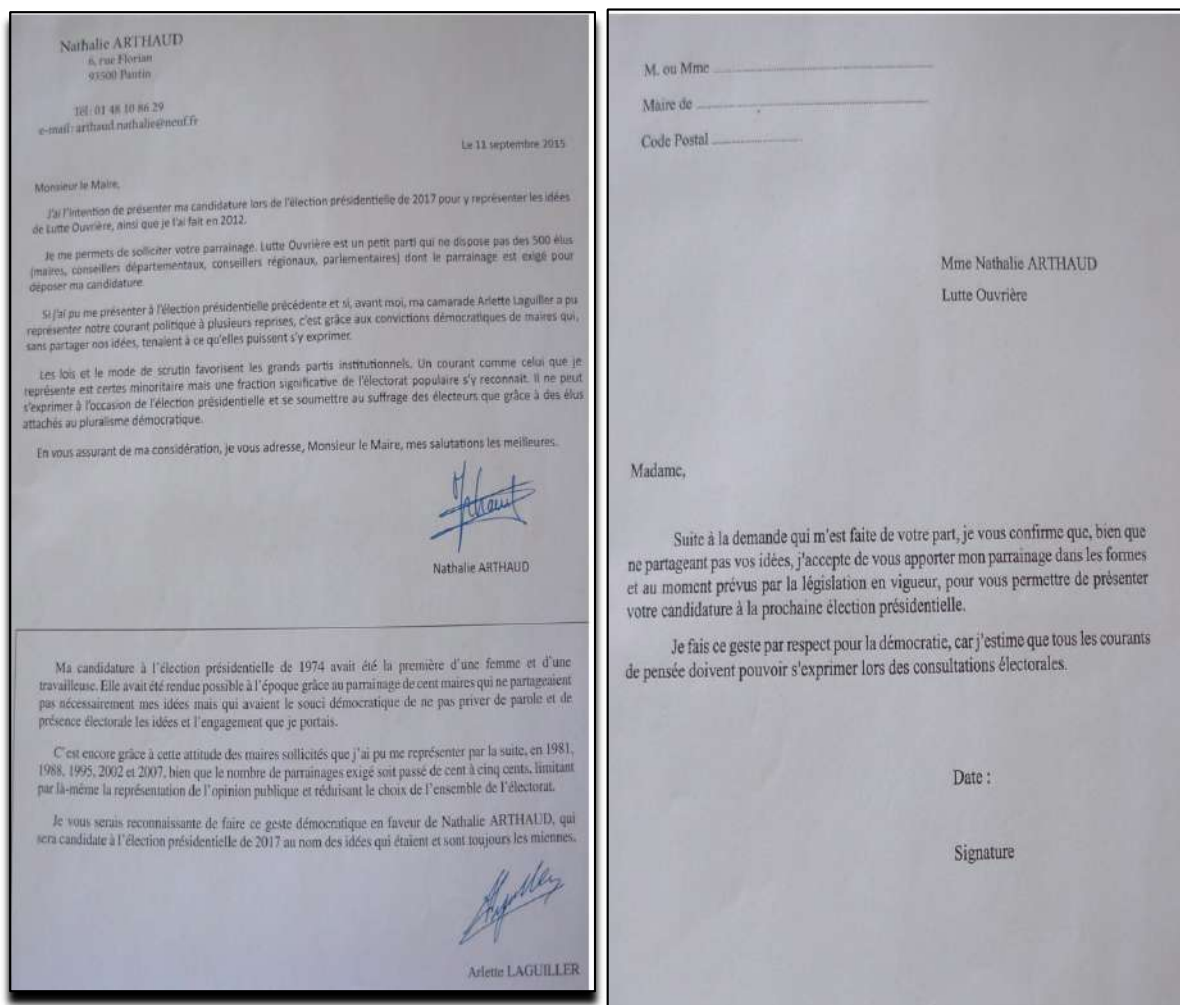 Nathalie ARTHAUD
6, rue Florian
93500 Pantin
Tél : 01 48 10 86 29
e-mail : arthaud.nathalie@neuf.fr
Le 11 septembre 2015
Monsieur le Maire,
J'ai l'intention de présenter ma candidature lors de l'élection présidentielle de 2017 pour y représenter les idées
de Lutte Ouvrière, ainsi que je l'ai fait en 2012.
Je me permets de solliciter votre parrainage. Lutte Ouvrière est un petit parti qui ne dispose pas des 500 élus
(maires, conseillers départementaux, conseillers régionaux, parlementaires) dont le parrainage est exigé pour
déposer ma candidature.
Si j'ai pu me présenter à l'élection présidentielle précédente et si, avant moi, ma camarade Arlette Laguiller a pu
représenter notre courant politique à plusieurs reprises, c'est grâce aux convictions démocratiques de maires qui,
sans partager nos idées, tenaient à ce qu'elles puissent s'y exprimer.
Les lois et le mode de scrutin favorisent les grands partis institutionnels. Un courant comme celui que je
représente est certes minoritaire mais une fraction significative de l'électorat populaire s'y reconnait. Il ne peut
s'exprimer à l'occasion de l'élection présidentielle et se soumettre au suffrage des électeurs que grâce à des élus
attachés au pluralisme démocratique.
En vous assurant de ma considération, je vous adresse, Monsieur le Maire, mes salutations les meilleures.
Nathalie ARTHAUD
Ma candidature à l'élection présidentielle de 1974 avait été la première d'une femme et d'une
travailleuse. Elle avait été rendue possible à l'époque grâce au parrainage de cent maires qui ne partageaient
pas nécessairement mes idées mais qui avaient le souci démocratique de ne pas priver de parole et de
présence électorale les idées et l'engagement que je portais.
C'est encore grâce à cette attitude des maires sollicités que j'ai pu me représenter par la suite, en 1981,
1988, 1995, 2002 et 2007, bien que le nombre de parrainages exigé soit passé de cent à cinq cents, limitant
par là-même la représentation de l'opinion publique et réduisant le choix de l'ensemble de l'électorat.
Je vous serais reconnaissante de faire ce geste démocratique en faveur de Nathalie ARTHAUD, qui
sera candidate à l'élection présidentielle de 2017 au nom des idées qui étaient et sont toujours les miennes.
Arlette LAGUILLER
M. ou Mme
Maire de
Code Postal
Mme Nathalie ARTHAUD
Lutte Ouvrière
Madame,
Suite à la demande qui m'est faite de votre part, je vous confirme que, bien que
ne partageant pas vos idées, j'accepte de vous apporter mon parrainage dans les formes
et au moment prévus par la législation en vigueur, pour vous permettre de présenter
votre candidature à la prochaine élection présidentielle.
Je fais ce geste par respect pour la démocratie, car j'estime que tous les courants
de pensée doivent pouvoir s'exprimer lors des consultations électorales.
Date :
Signature